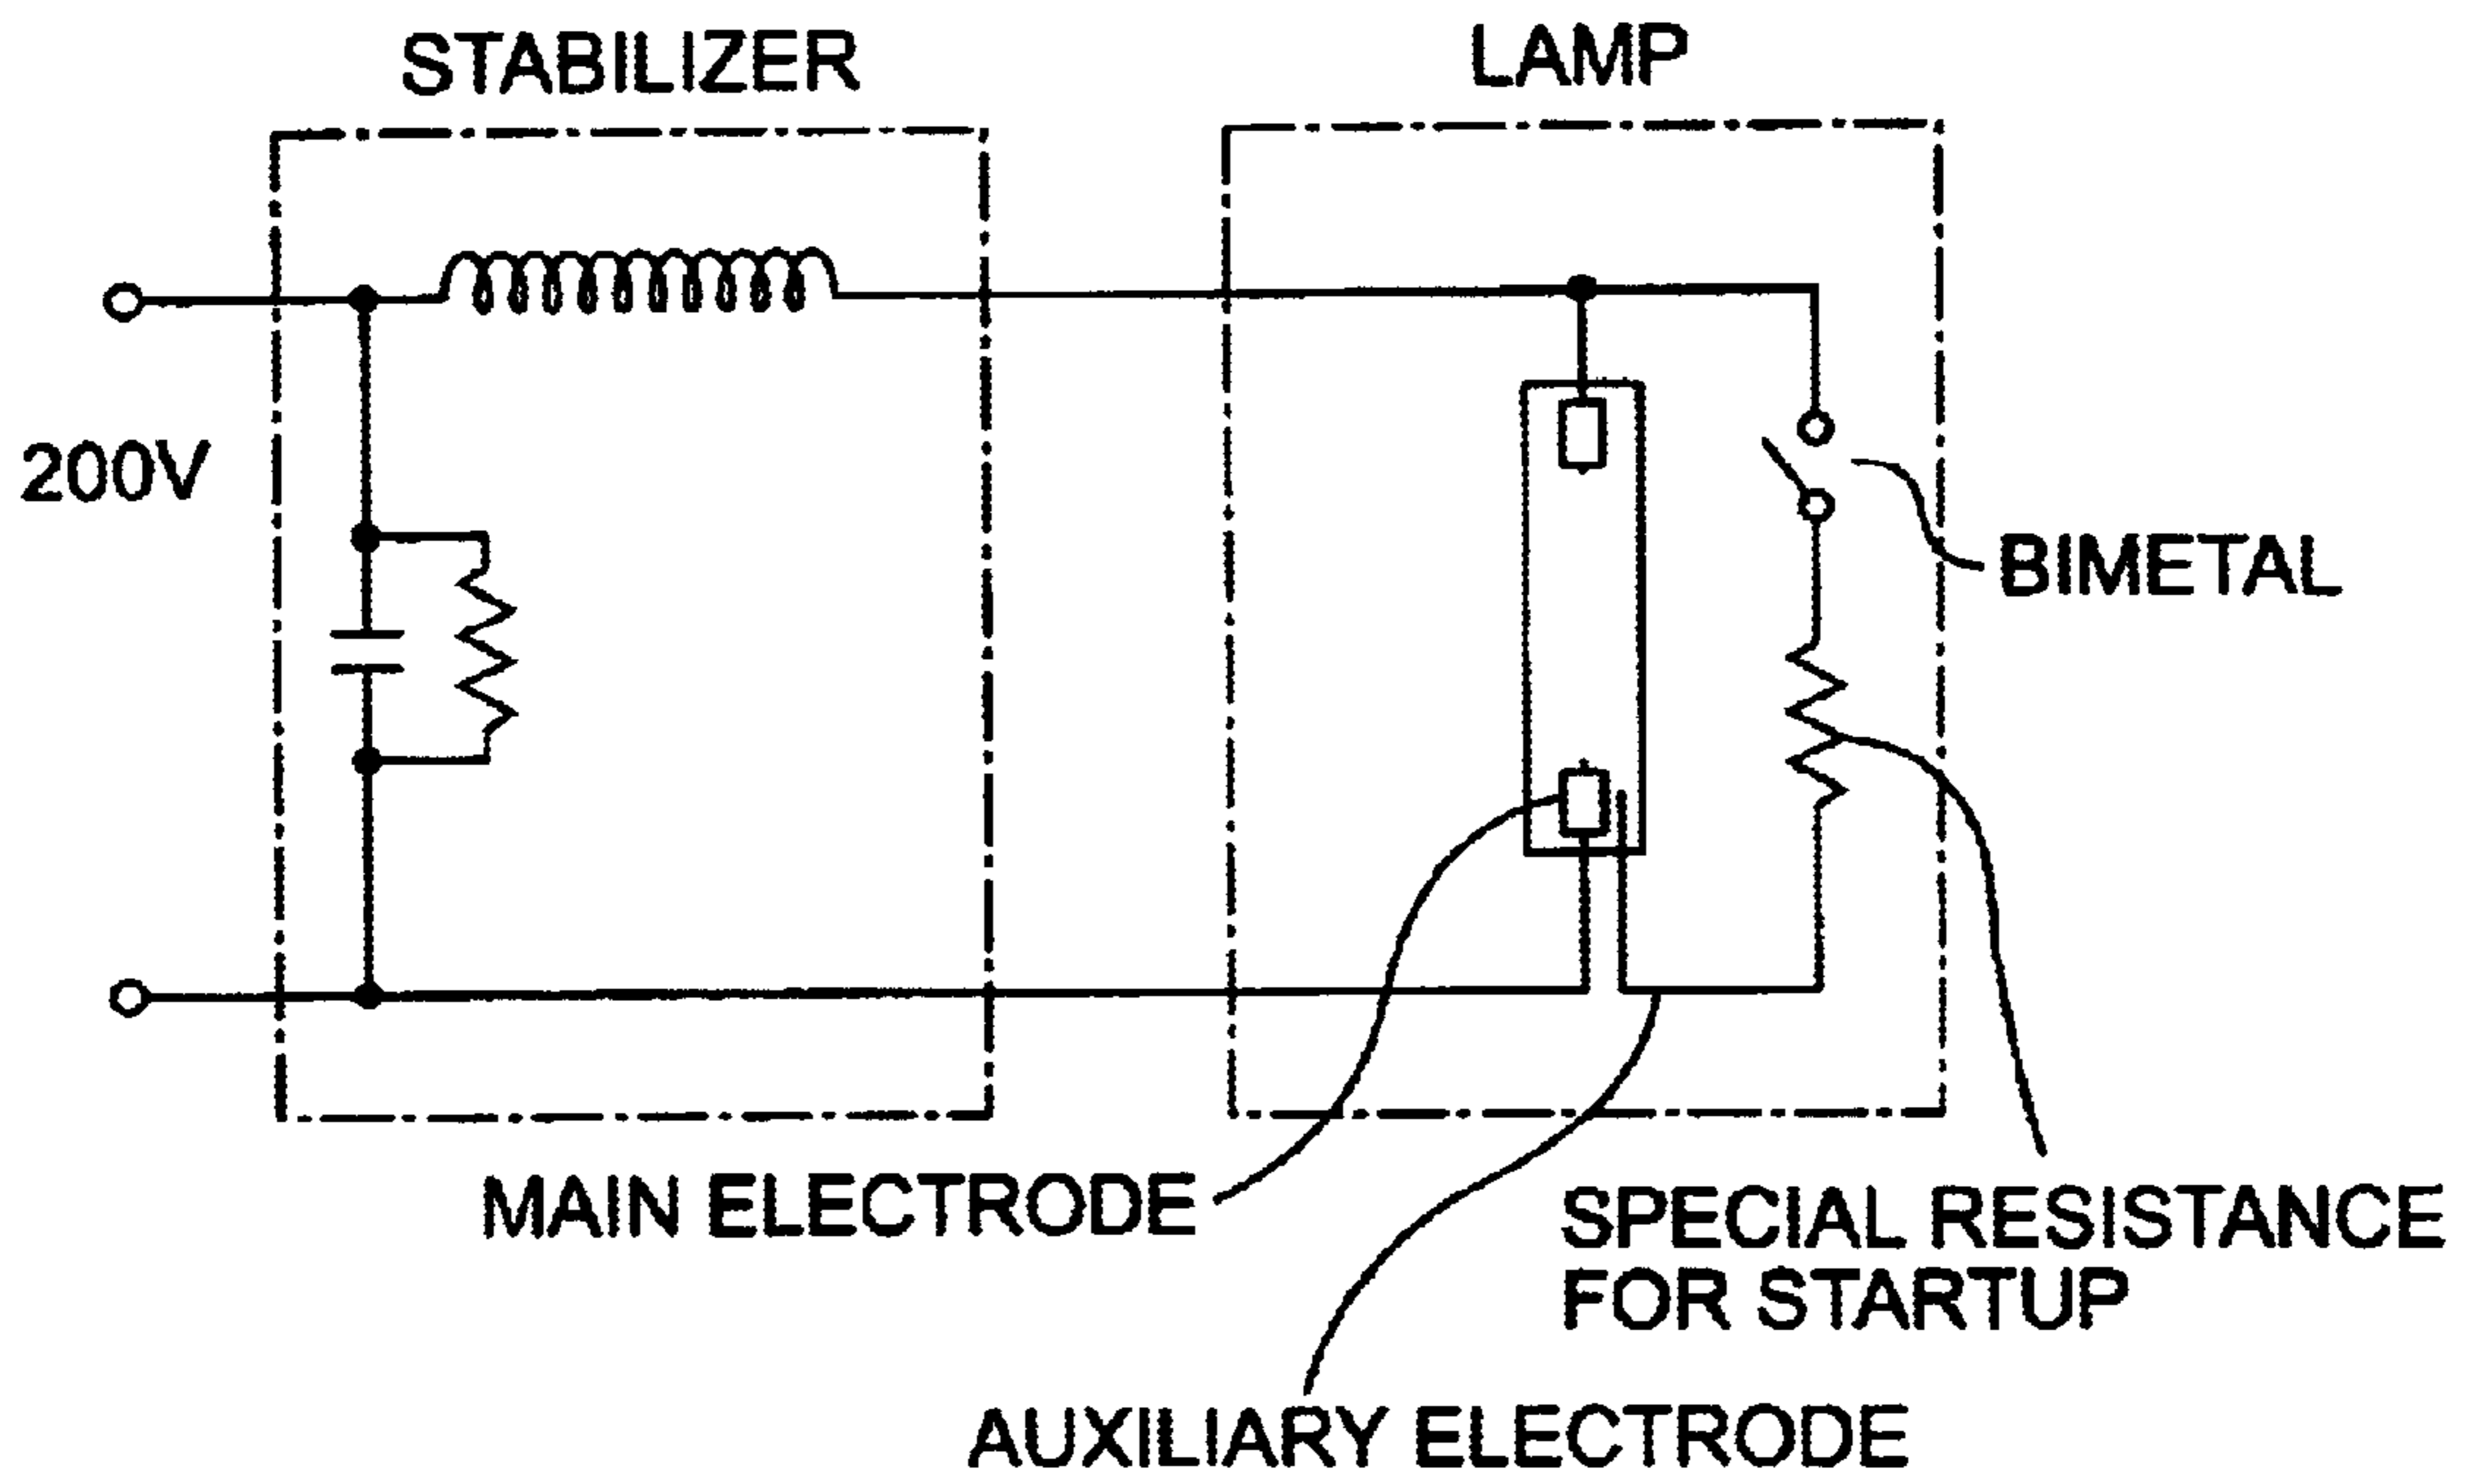 STABILIZER
LAMP
200V
BIMETAL
MAIN ELECTRODE
SPECIAL RESISTANCE
FOR STARTUP
AUXILIARY ELECTRODE